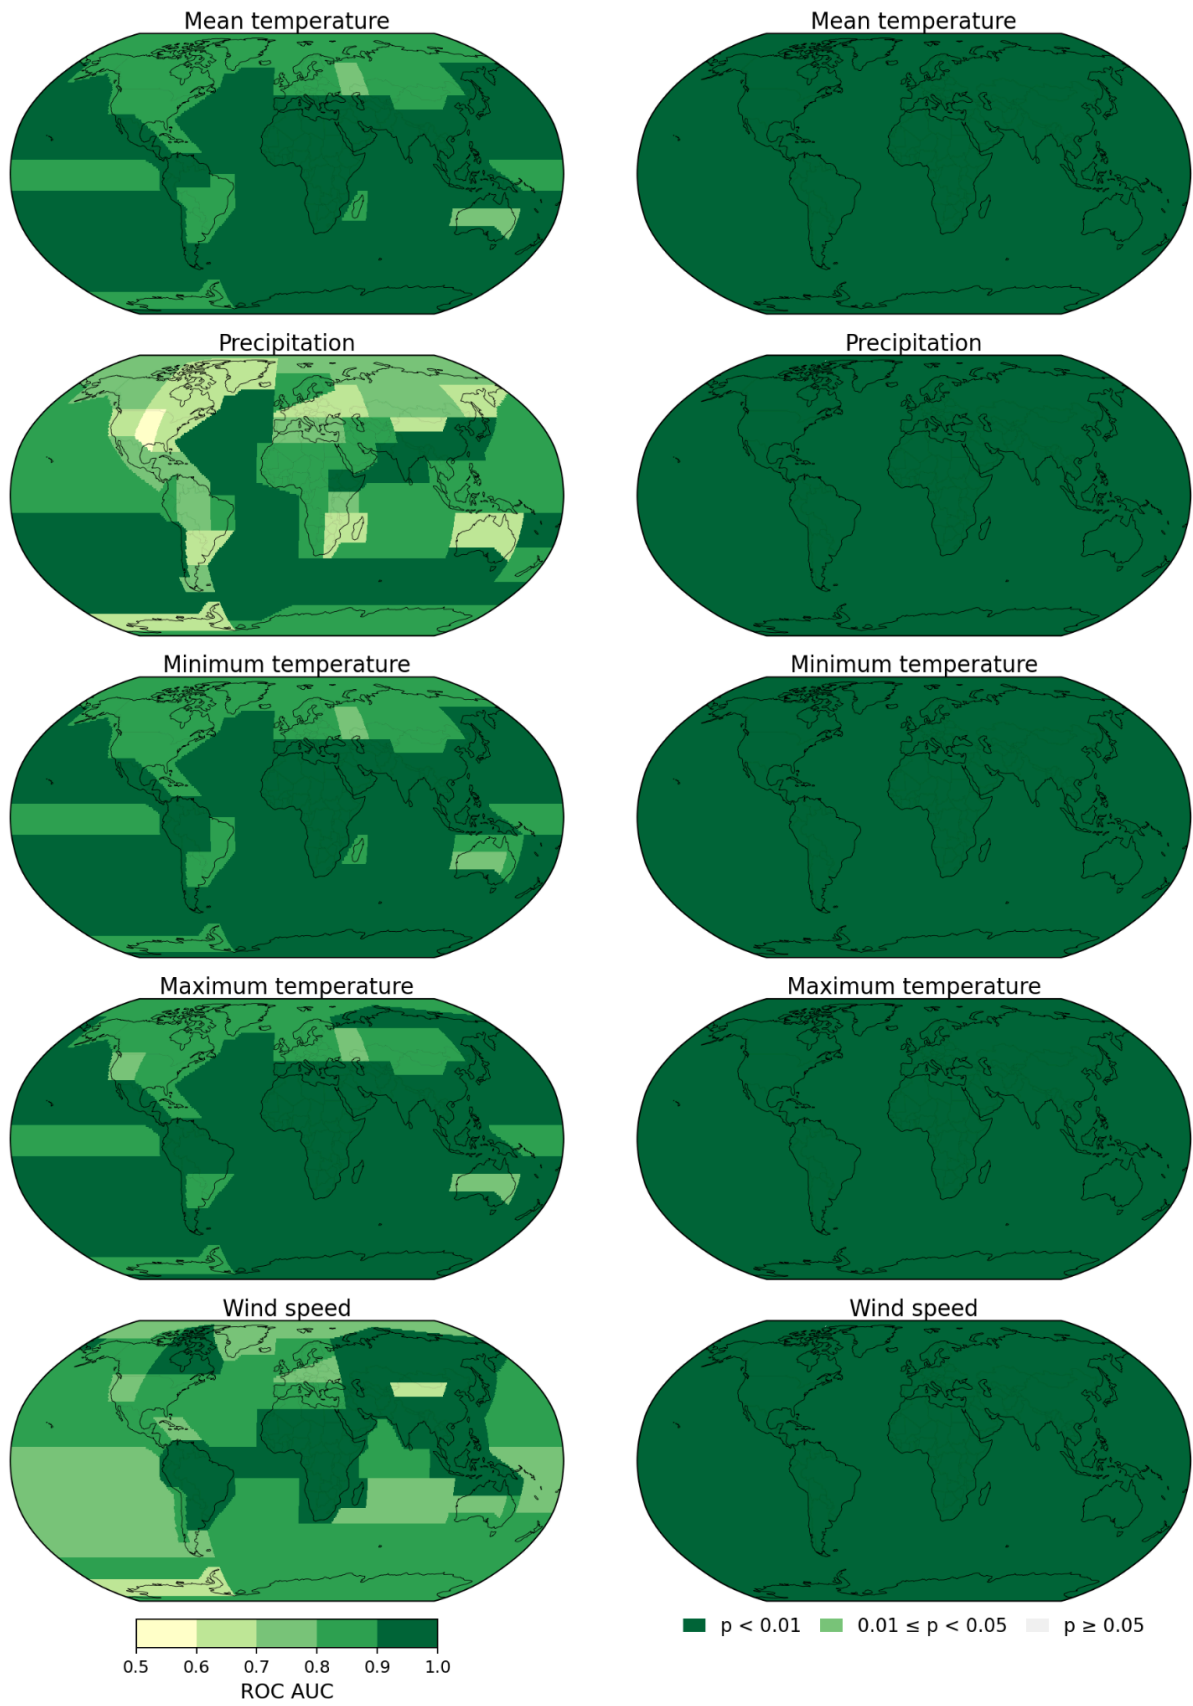 Mean temperature
Mean temperature
Precipitation
Precipitation
Minimum temperature
Minimum temperature
Maximum temperature
Maximum temperature
Wind speed
Wind speed
p < 0.01 0.01 ≤ p < 0.05 p ≥ 0.05
0.5 0.6 0.7 0.8 0.9 1.0
ROC AUC